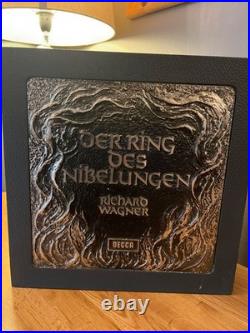 DER RING
DES
NIBELUNGEN
RICHARD
WAGNER
DECCA